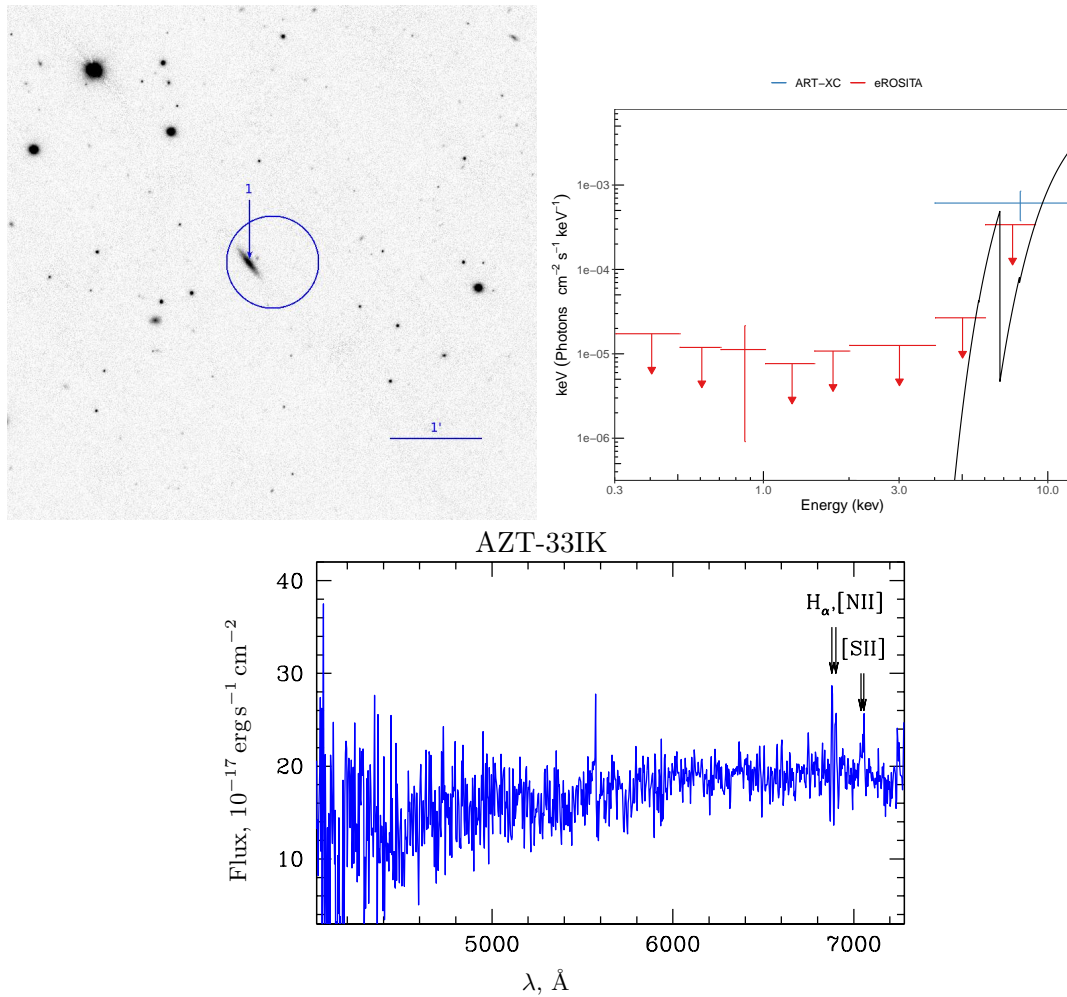 1
1'
ART−XC eROSITA
keV (Photons cm−2 s−1 keV−1)
1e−03
1e−04
1e−05
1e−06
0.3 1.0 3.0 10.0
Energy (kev)
AZT-33IK
Flux, 10−17 erg s−1 cm−2
40
30
20
10
Hα,[NII]
[SII]
5000 6000 7000
λ, Å